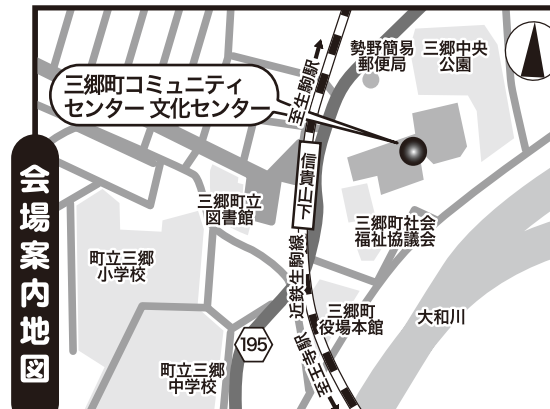 会場案内地図
三郷町コミュニティ
センター 文化センター
至生駒駅
勢野簡易
郵便局
三郷中央
公園
信貴山下
三郷町立
図書館
三郷町社会
福祉協議会
町立三郷
小学校
近鉄生駒線
三郷町
役場本館
大和川
195
至王寺駅
町立三郷
中学校